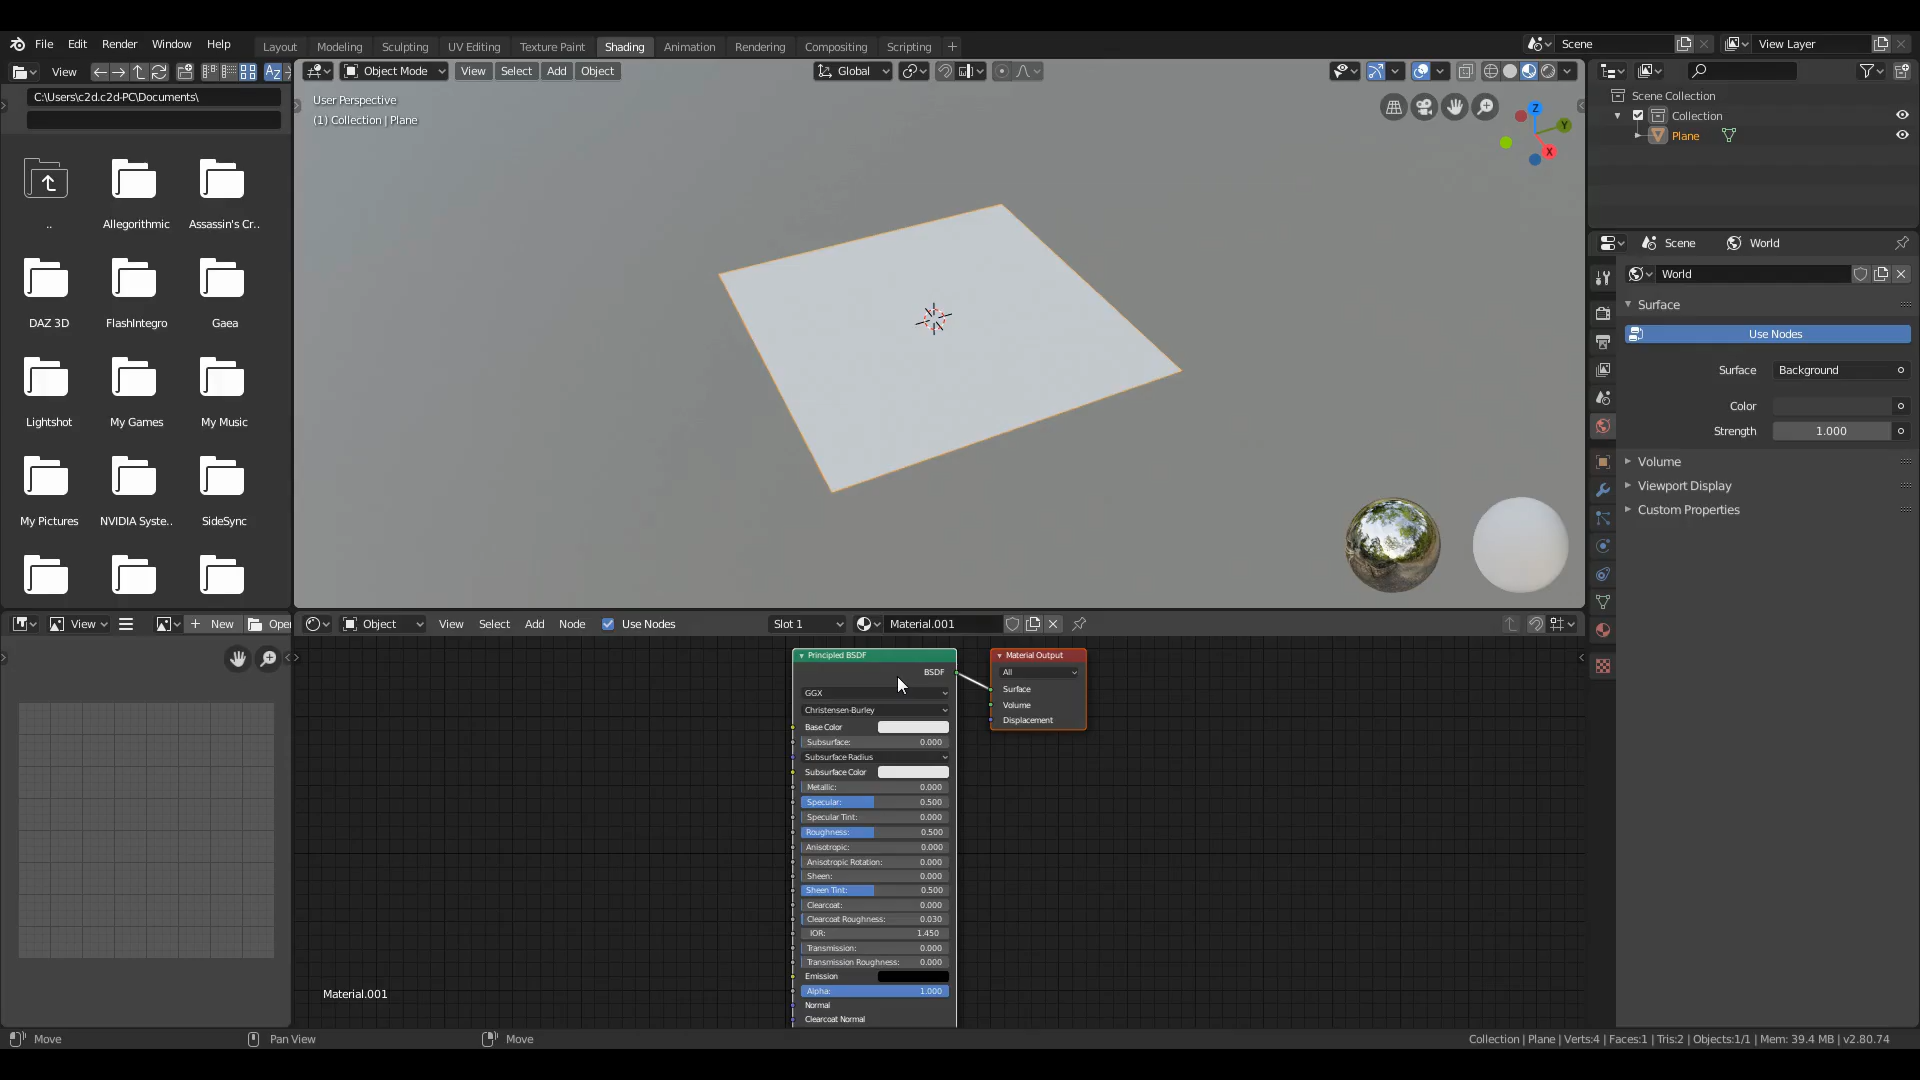 File Edit Render Window Help
Layout Modeling Sculpting UV Editing Texture Paint Shading Animation Rendering Compositing Scripting +
Scene
View Layer
View
C:\Users\c2d.c2d-PC\Documents\
.. Allegorithmic Assassin's Cr..
DAZ 3D FlashIntegro Gaea
Lightshot My Games My Music
My Pictures NVIDIA Syste.. SideSync
Object Mode View Select Add Object Global
User Perspective
(1) Collection | Plane
Z
Y
X
Scene Collection
Collection
Plane
Scene World
World
Surface
Use Nodes
Surface Background
Color
Strength 1.000
Volume
Viewport Display
Custom Properties
View New Open
Object View Select Add Node Use Nodes Slot 1 Material.001
Principled BSDF
BSDF
GGX
Christensen-Burley
Base Color
Subsurface: 0.000
Subsurface Radius
Subsurface Color
Metallic: 0.000
Specular: 0.500
Specular Tint: 0.000
Roughness: 0.500
Anisotropic: 0.000
Anisotropic Rotation: 0.000
Sheen: 0.000
Sheen Tint: 0.500
Clearcoat: 0.000
Clearcoat Roughness: 0.030
IOR: 1.450
Transmission: 0.000
Transmission Roughness: 0.000
Emission
Alpha: 1.000
Normal
Clearcoat Normal
Material Output
All
Surface
Volume
Displacement
Material.001
Move Pan View Move
Collection | Plane | Verts:4 | Faces:1 | Tris:2 | Objects:1/1 | Mem: 39.4 MB | v2.80.74